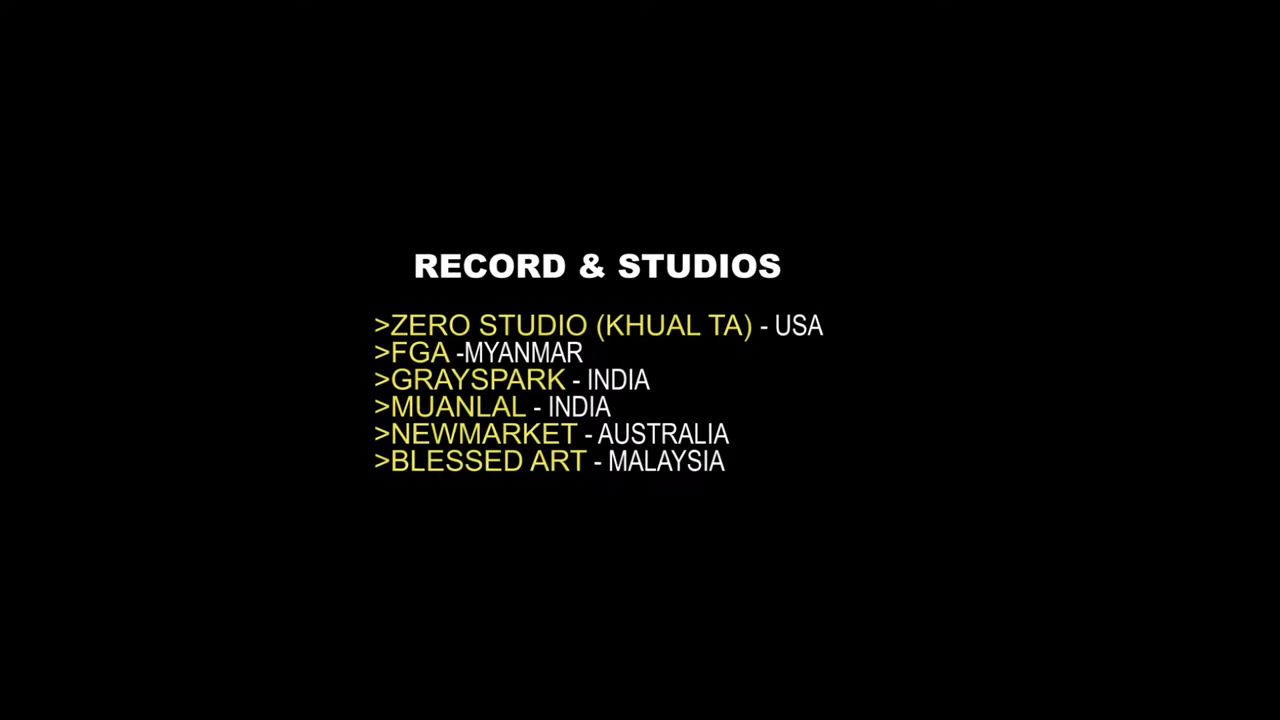 RECORD & STUDIOS
>ZERO STUDIO (KHUAL TA) - USA
>FGA -MYANMAR
>GRAYSPARK - INDIA
>MUANLAL - INDIA
>NEWMARKET - AUSTRALIA
>BLESSED ART - MALAYSIA